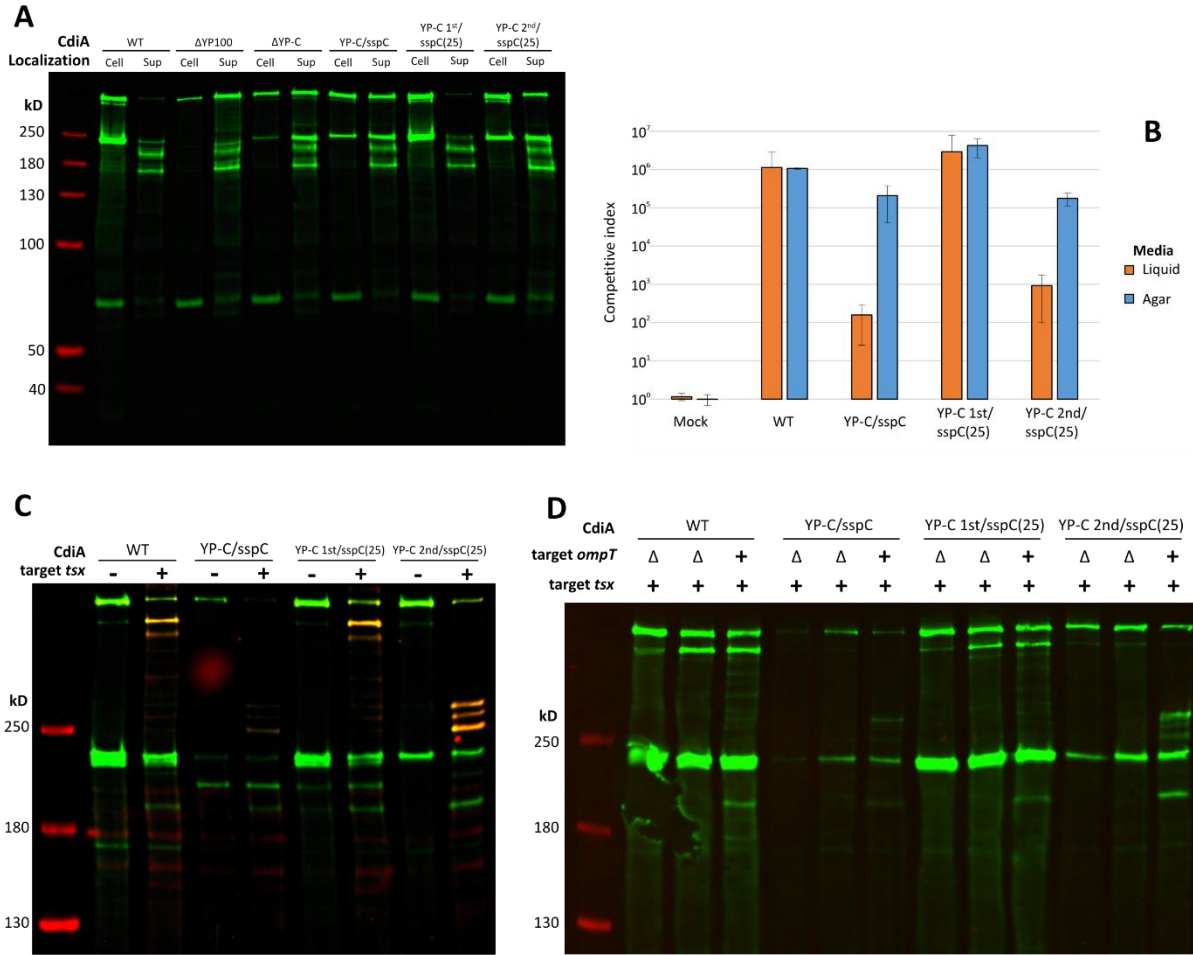 A
CdiA
WT
ΔYP100
ΔYP-C
YP-C/sspC
YP-C 1st/
sspC(25)
YP-C 2nd/
sspC(25)
Localization
Cell
Sup
Cell
Sup
Cell
Sup
Cell
Sup
Cell
Sup
Cell
Sup
kD
250
180
130
100
50
40
B
Competitive index
10⁷
10⁶
10⁵
10⁴
10³
10²
10¹
10⁰
Mock
WT
YP-C/sspC
YP-C 1st/
sspC(25)
YP-C 2nd/
sspC(25)
Media
Liquid
Agar
C
CdiA
WT
YP-C/sspC
YP-C 1st/sspC(25)
YP-C 2nd/sspC(25)
target tsx
- + - + - + - +
kD
250
180
130
D
CdiA
WT
YP-C/sspC
YP-C 1st/sspC(25)
YP-C 2nd/sspC(25)
target ompT
Δ Δ + Δ Δ + Δ Δ + Δ Δ +
target tsx
+ + + + + + + + + + + +
kD
250
180
130